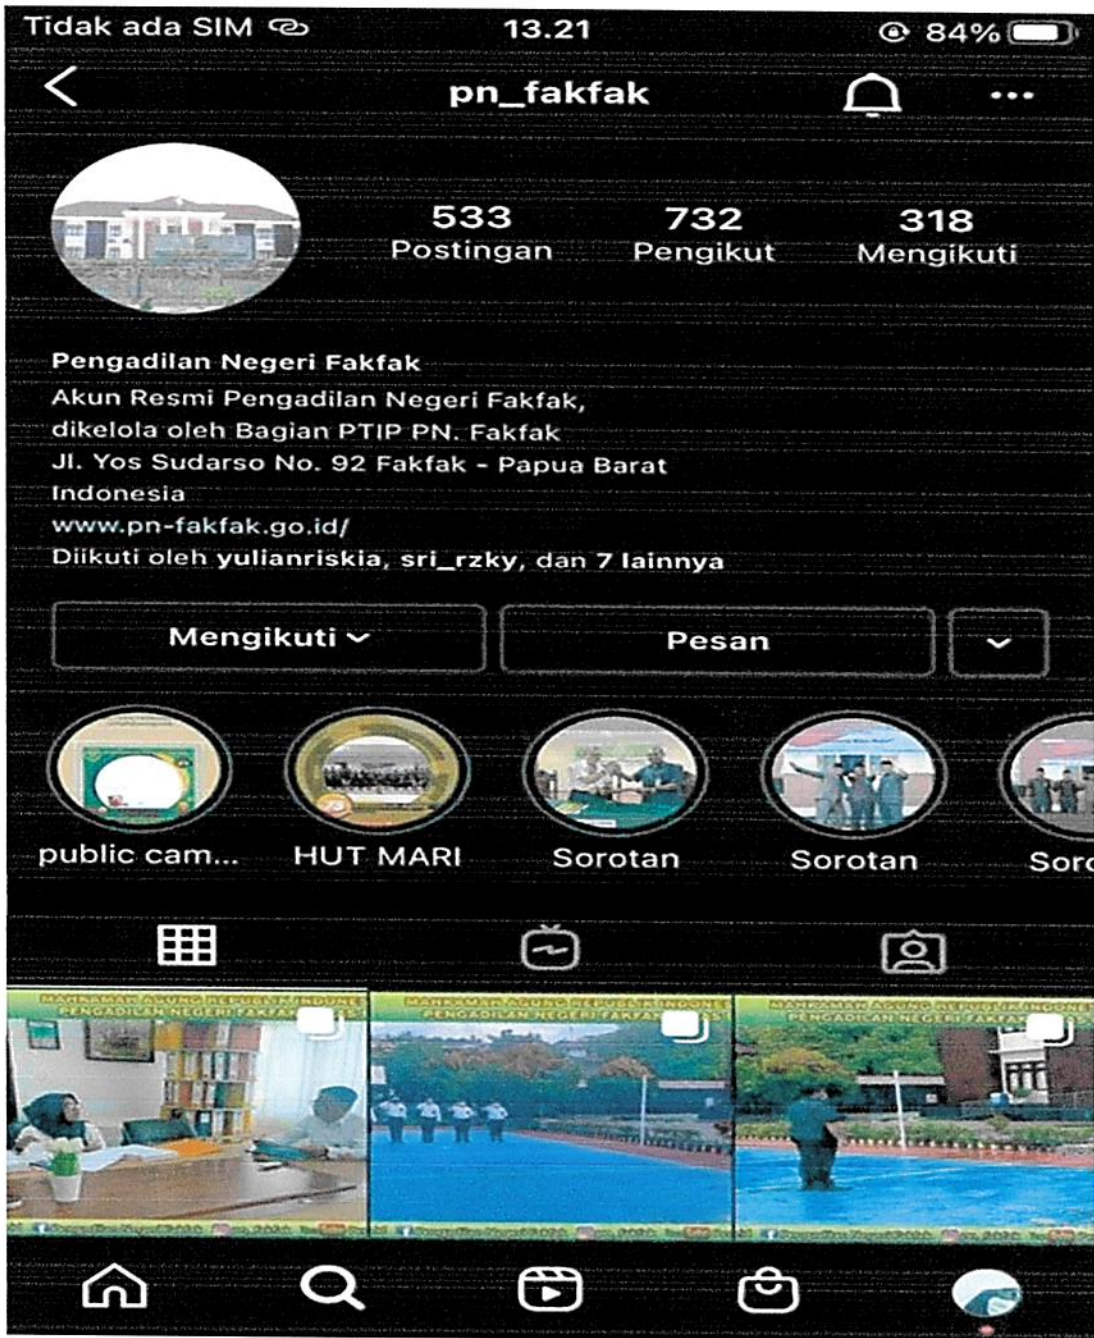 Tidak ada SIM 13.21 84%
pn_fakfak
533 732 318
Postingan Pengikut Mengikuti
Pengadilan Negeri Fakfak
Akun Resmi Pengadilan Negeri Fakfak,
dikelola oleh Bagian PTIP PN. Fakfak
Jl. Yos Sudarso No. 92 Fakfak - Papua Barat
Indonesia
www.pn-fakfak.go.id/
Diikuti oleh yulianriskia, sri_rzky, dan 7 lainnya
Mengikuti Pesan
public cam... HUT MARI Sorotan Sorotan Soro
MAHKAMAH AGUNG REPUBLIK INDONES MAHKAMAH AGUNG REPUBLIK INDONES MAHKAMAH AGUNG REPUBLIK INDON
PENGADILAN NEGERI FAKFAK PENGADILAN NEGERI FAKFAK PENGADILAN NEGERI FAKFAK